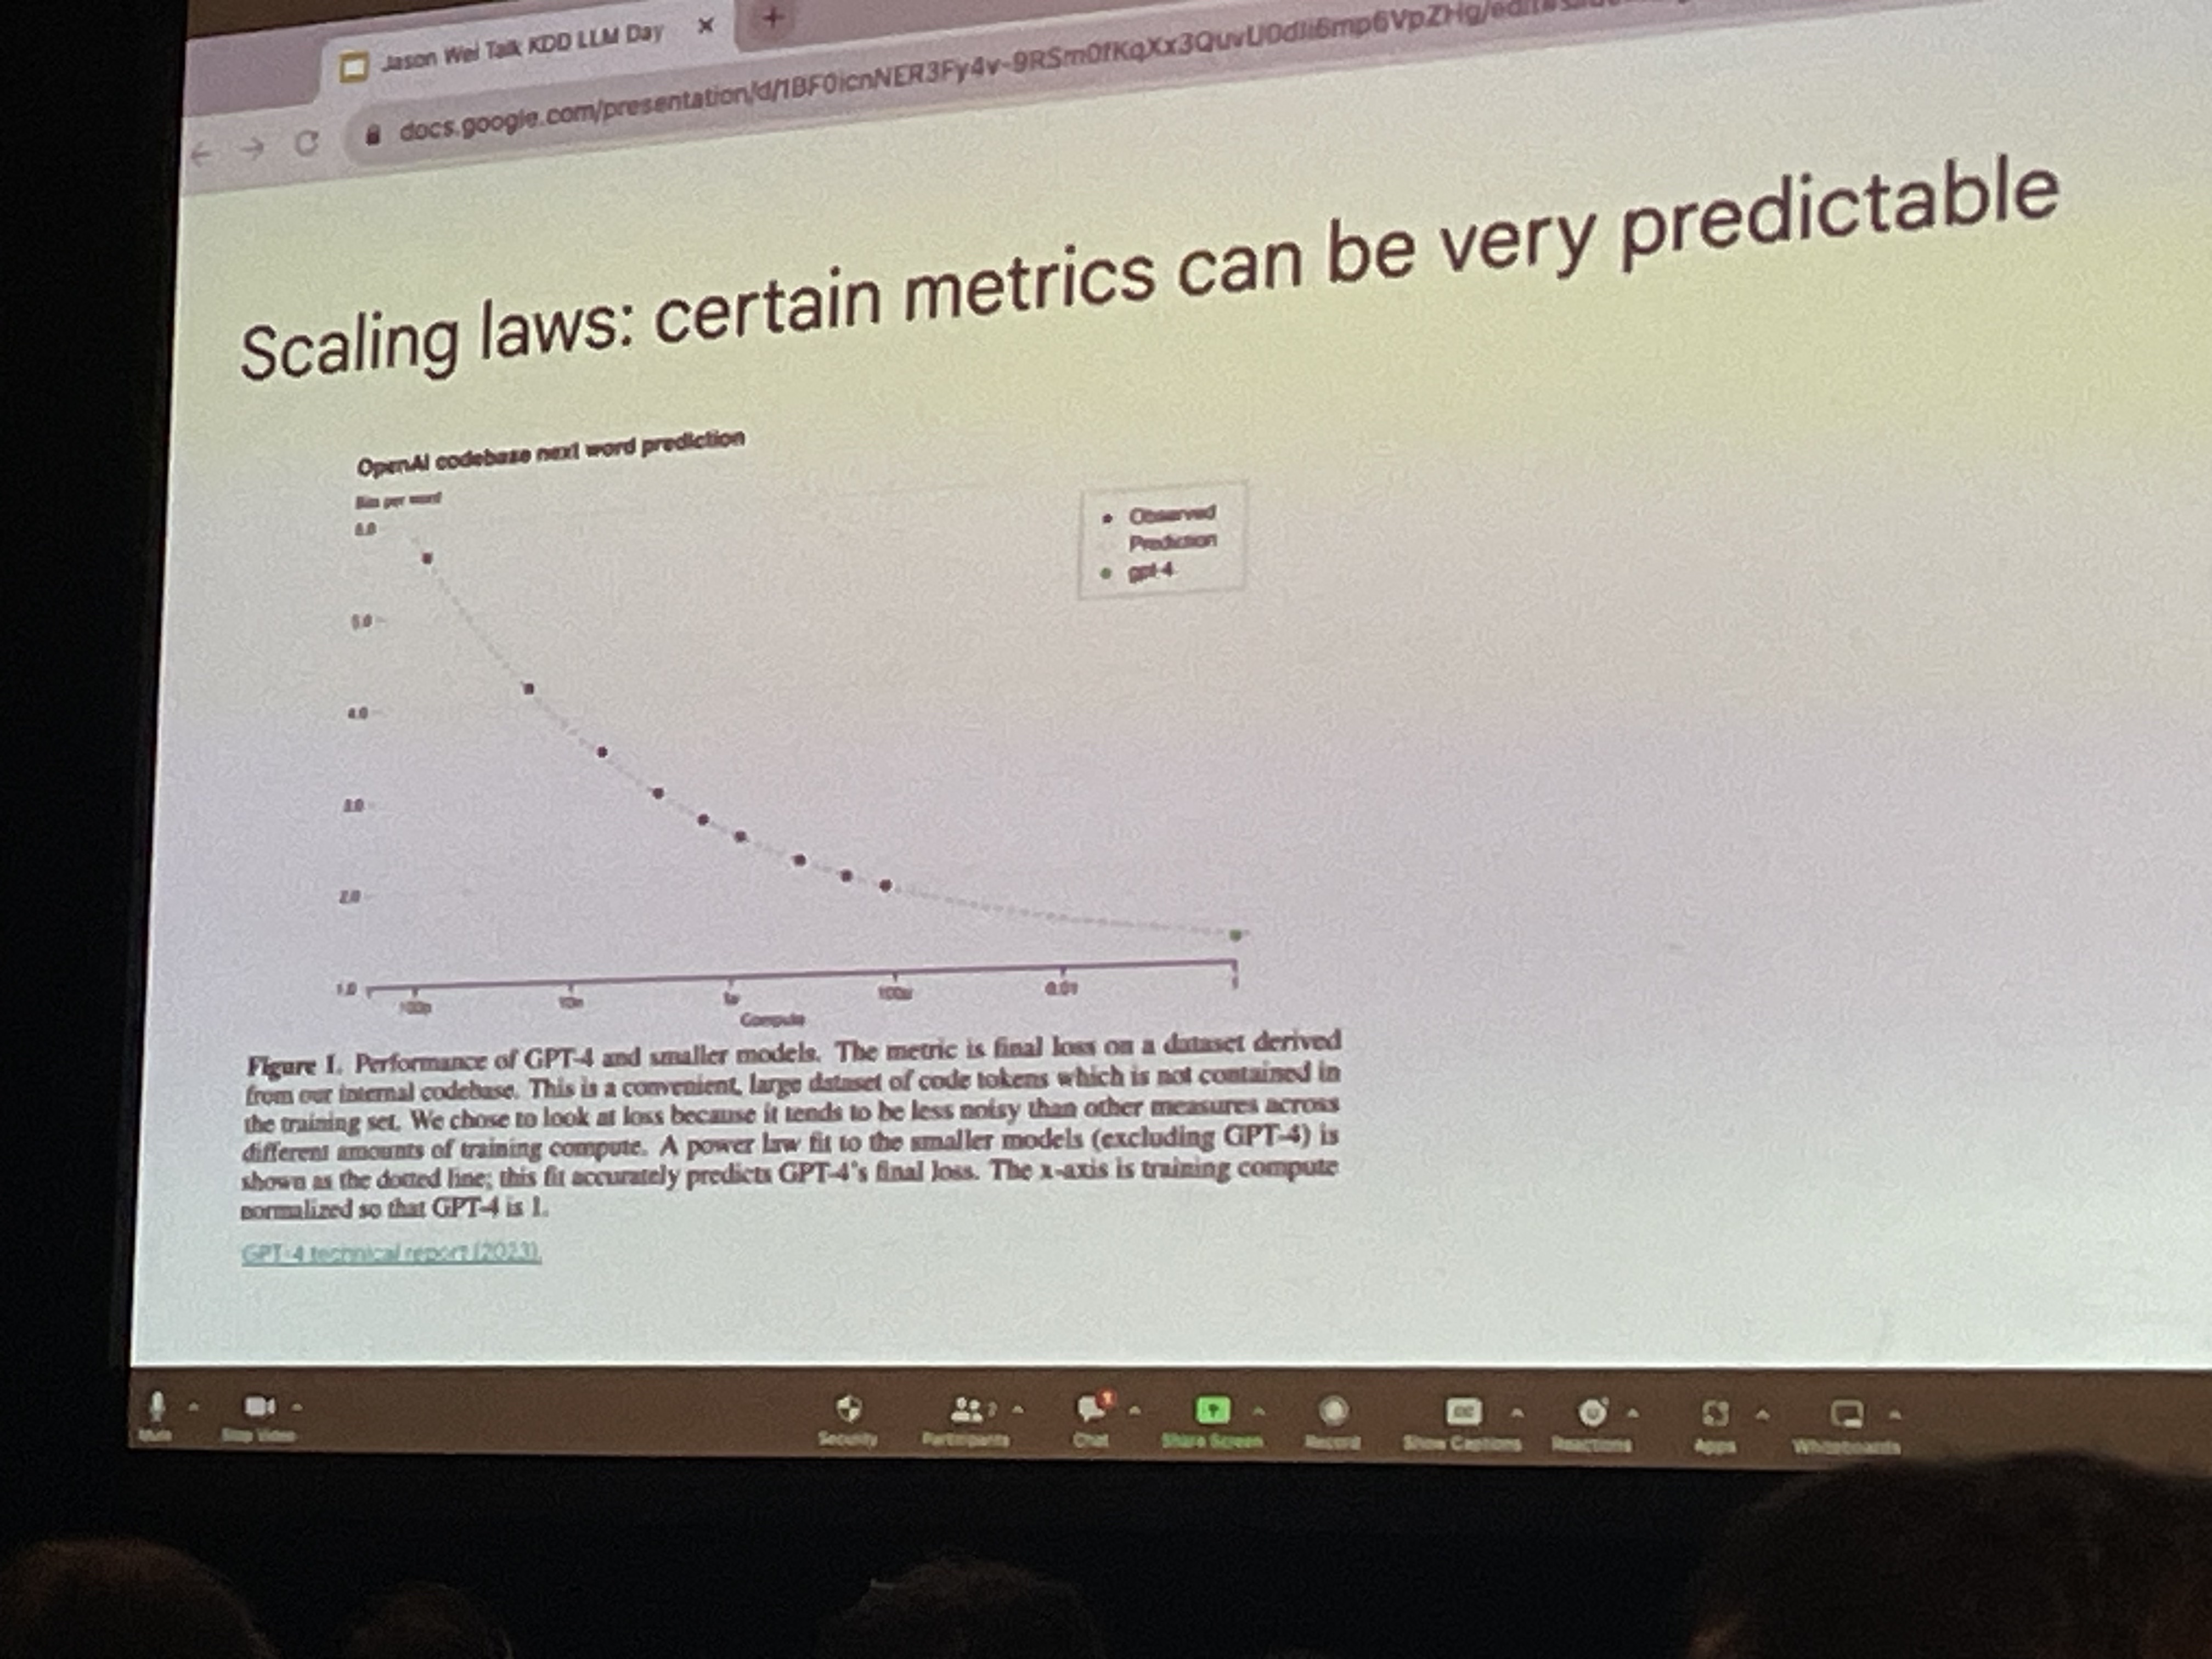 Jason Wei Talk KDD LLM Day
Scaling laws: certain metrics can be very predictable
OpenAI codebase next word prediction
Bits per word
6.0
Observed
Prediction
gpt-4
5.0
4.0
3.0
2.0
1.0
100p 10n 1µ 100µ 0.01 1
Compute
Figure 1. Performance of GPT-4 and smaller models. The metric is final loss on a dataset derived
from our internal codebase. This is a convenient, large dataset of code tokens which is not contained in
the training set. We chose to look at loss because it tends to be less noisy than other measures across
different amounts of training compute. A power law fit to the smaller models (excluding GPT-4) is
shown as the dotted line; this fit accurately predicts GPT-4's final loss. The x-axis is training compute
normalized so that GPT-4 is 1.
GPT-4 technical report (2023).
Mute Stop Video Security Participants Chat Share Screen Record Show Captions Reactions Apps Whiteboards